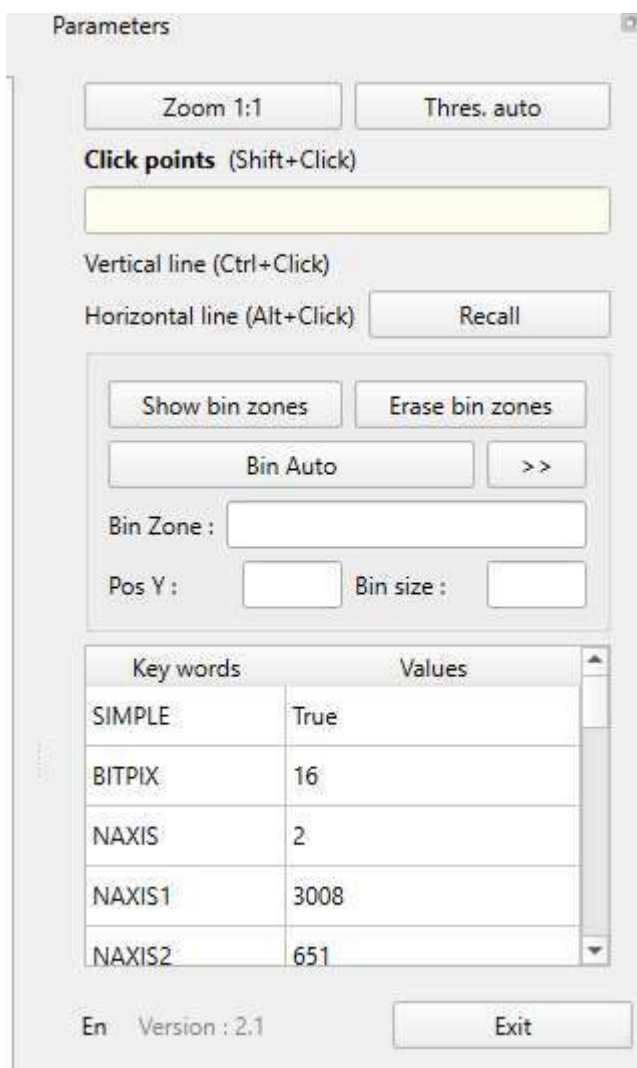 Parameters
Zoom 1:1 Thres. auto
Click points (Shift+Click)
Vertical line (Ctrl+Click)
Horizontal line (Alt+Click) Recall
Show bin zones Erase bin zones
Bin Auto >>
Bin Zone :
Pos Y : Bin size :
Key words Values
SIMPLE True
BITPIX 16
NAXIS 2
NAXIS1 3008
NAXIS2 651
En Version : 2.1 Exit